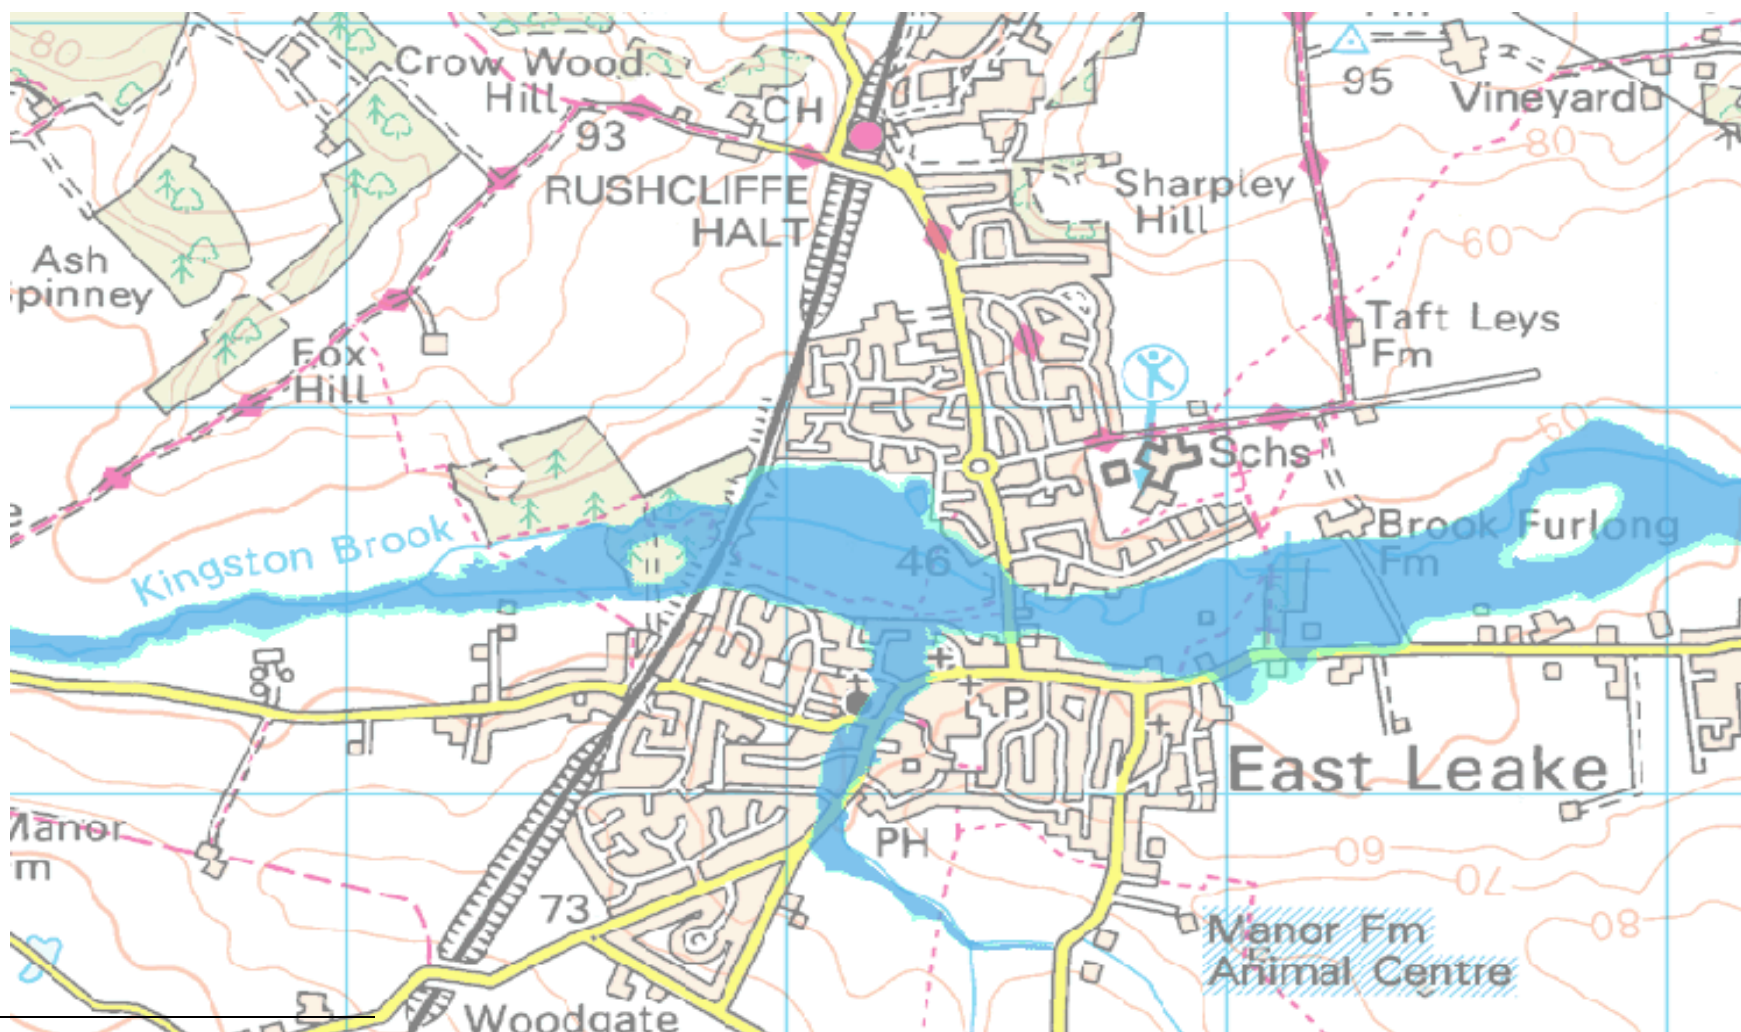 80
Crow Wood
Hill
93
CH
95
Vineyard
80
RUSHCLIFFE
HALT
Sharpley
Hill
60
Ash
pinney
Fox
Hill
Taft Leys
Fm
50
Schs
Kingston Brook
46
Brook Furlong
Fm
P
East Leake
Manor
m
PH
60
70
73
80
Manor Fm
Animal Centre
Woodgate